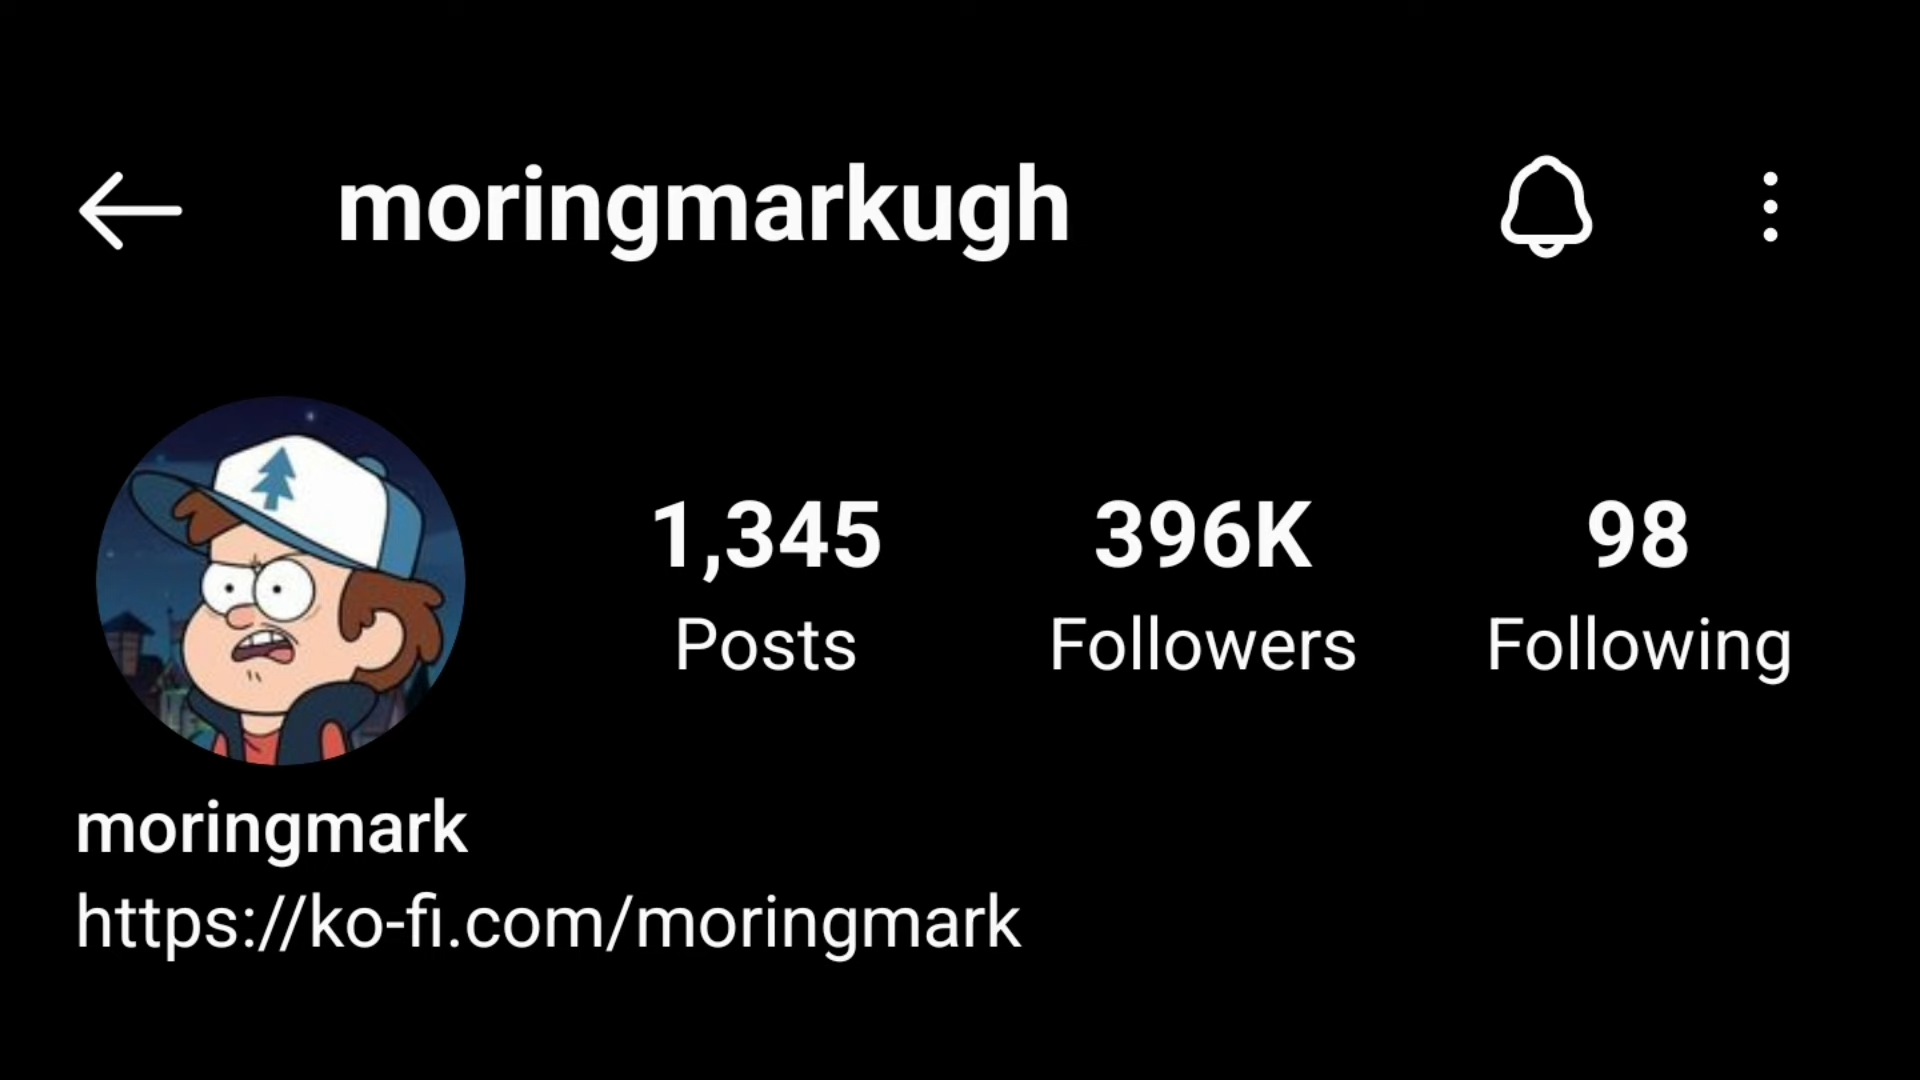 moringmarkugh
1,345 396K 98
Posts Followers Following
moringmark
https://ko-fi.com/moringmark